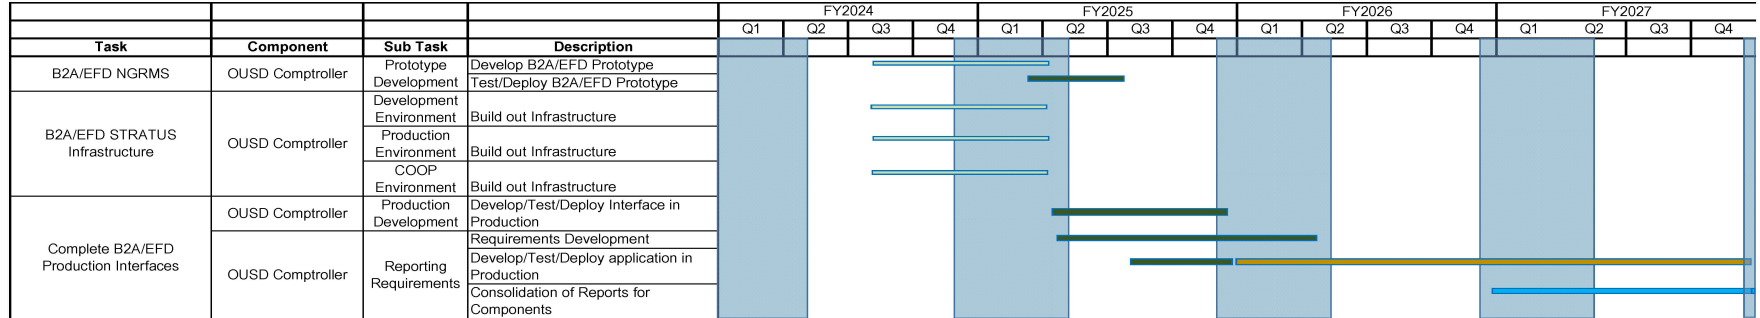 FY2024 FY2025 FY2026 FY2027
Q1 Q2 Q3 Q4 Q1 Q2 Q3 Q4 Q1 Q2 Q3 Q4 Q1 Q2 Q3 Q4
Task Component Sub Task Description
B2A/EFD NGRMS
OUSD Comptroller
Prototype
Development
Develop B2A/EFD Prototype
Test/Deploy B2A/EFD Prototype
B2A/EFD STRATUS
Infrastructure
OUSD Comptroller
Development
Environment
Build out Infrastructure
Production
Environment
Build out Infrastructure
COOP
Environment
Build out Infrastructure
Complete B2A/EFD
Production Interfaces
OUSD Comptroller
Production
Development
Develop/Test/Deploy Interface in
Production
OUSD Comptroller
Reporting
Requirements
Requirements Development
Develop/Test/Deploy application in
Production
Consolidation of Reports for
Components